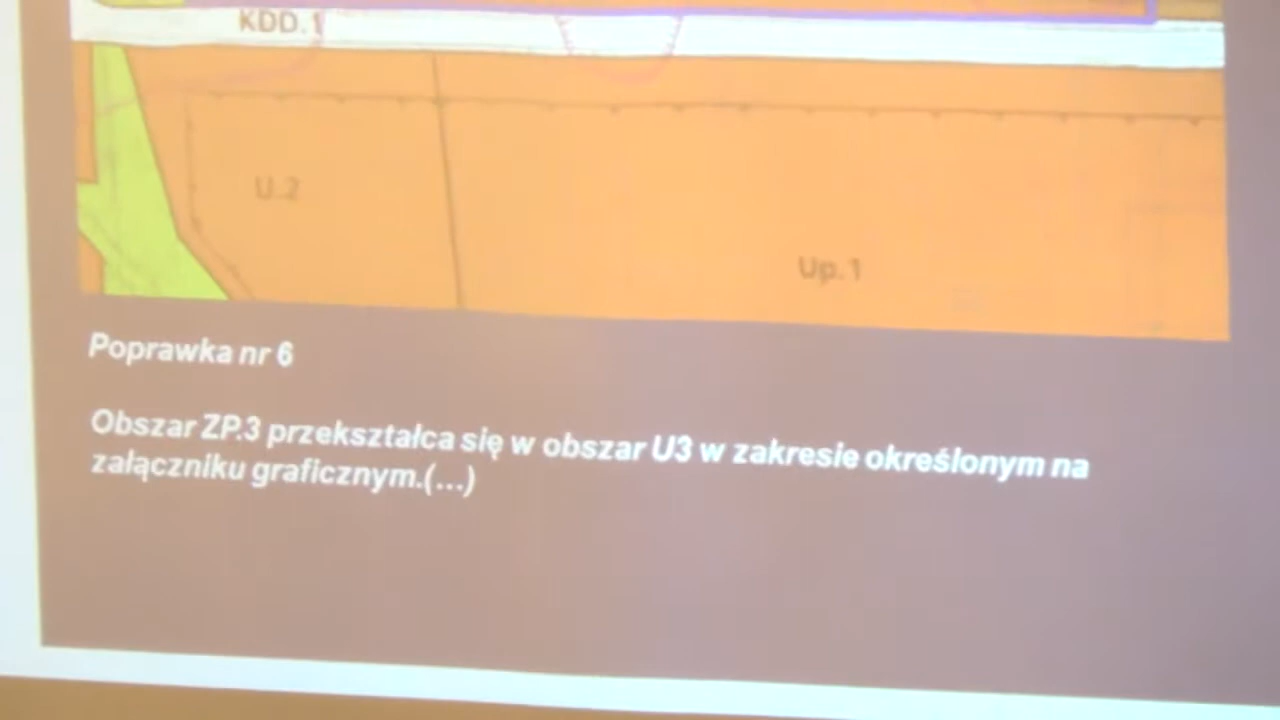 KDD.1
U.2
Up.1
Poprawka nr 6
Obszar ZP.3 przekształca się w obszar U3 w zakresie określonym na
załączniku graficznym.(...)